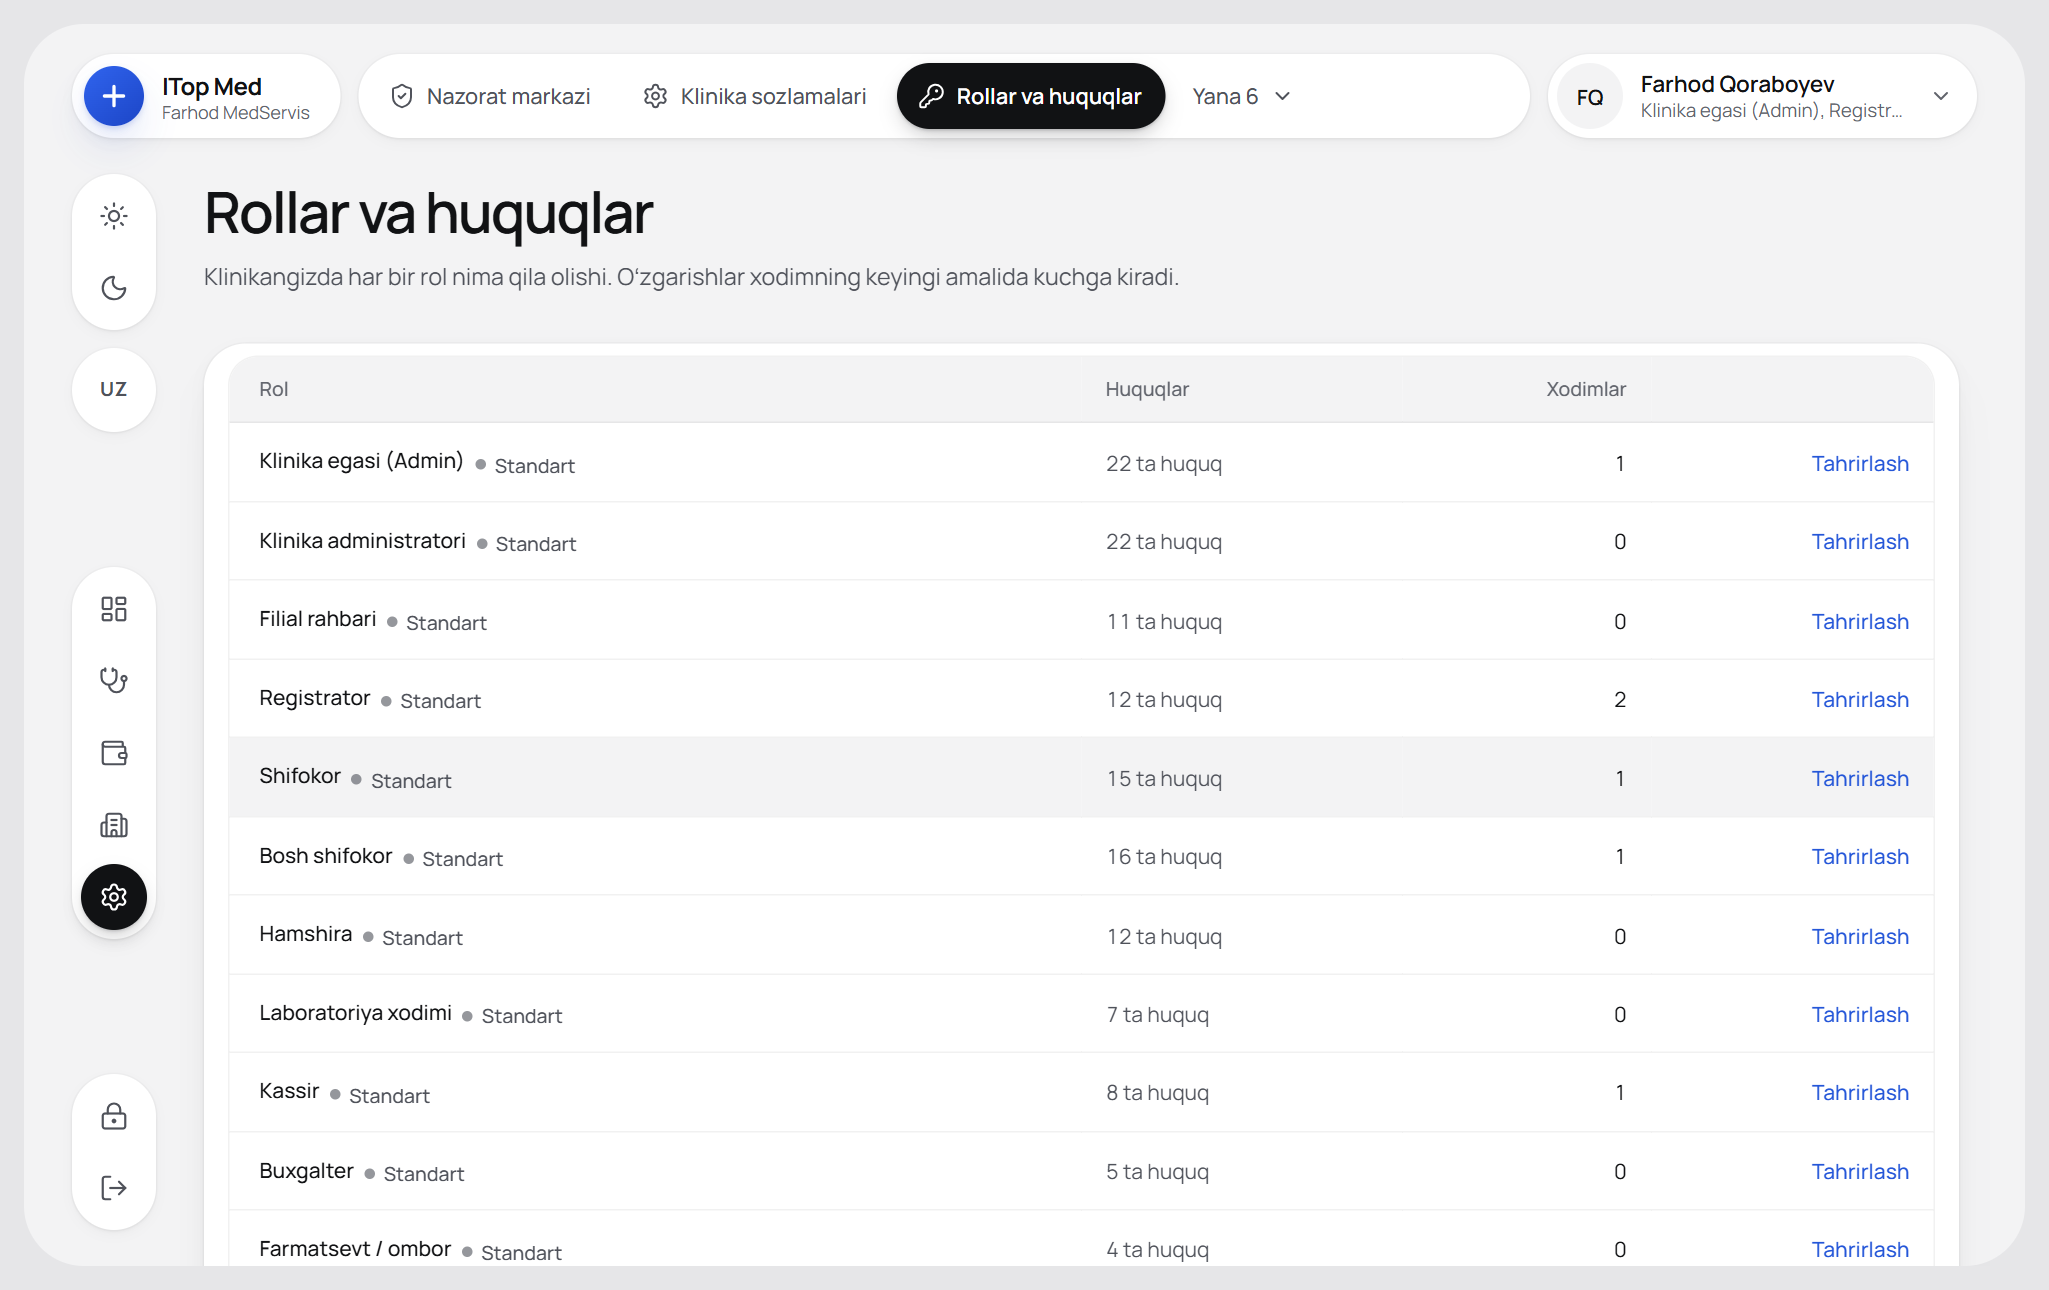 ITop Med
Farhod MedServis
Nazorat markazi
Klinika sozlamalari
Rollar va huquqlar
Yana 6
FQ
Farhod Qoraboyev
Klinika egasi (Admin), Registr...
UZ
Rollar va huquqlar
Klinikangizda har bir rol nima qila olishi. Oʻzgarishlar xodimning keyingi amalida kuchga kiradi.
Rol Huquqlar Xodimlar
Klinika egasi (Admin) Standart 22 ta huquq 1 Tahrirlash
Klinika administratori Standart 22 ta huquq 0 Tahrirlash
Filial rahbari Standart 11 ta huquq 0 Tahrirlash
Registrator Standart 12 ta huquq 2 Tahrirlash
Shifokor Standart 15 ta huquq 1 Tahrirlash
Bosh shifokor Standart 16 ta huquq 1 Tahrirlash
Hamshira Standart 12 ta huquq 0 Tahrirlash
Laboratoriya xodimi Standart 7 ta huquq 0 Tahrirlash
Kassir Standart 8 ta huquq 1 Tahrirlash
Buxgalter Standart 5 ta huquq 0 Tahrirlash
Farmatsevt / ombor Standart 4 ta huquq 0 Tahrirlash